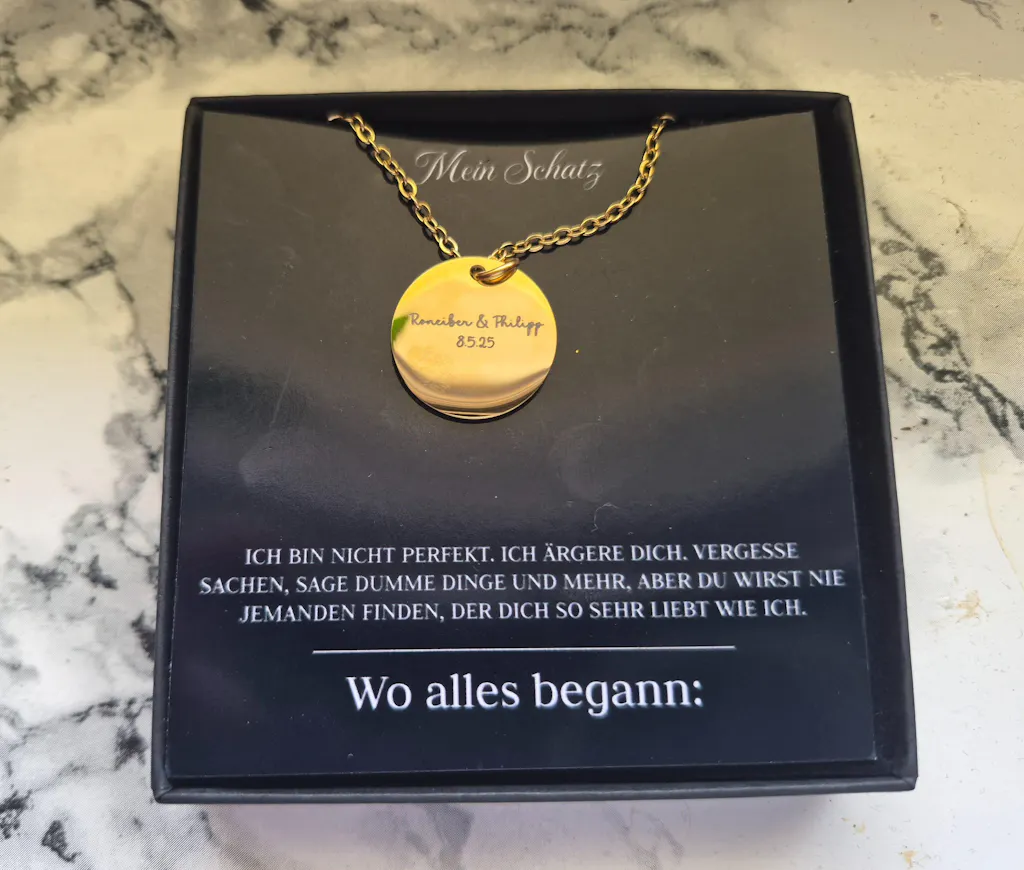 Mein Schatz
Roneiber & Philipp
8.5.25
ICH BIN NICHT PERFEKT. ICH ÄRGERE DICH. VERGESSE
SACHEN, SAGE DUMME DINGE UND MEHR, ABER DU WIRST NIE
JEMANDEN FINDEN, DER DICH SO SEHR LIEBT WIE ICH.
Wo alles begann: